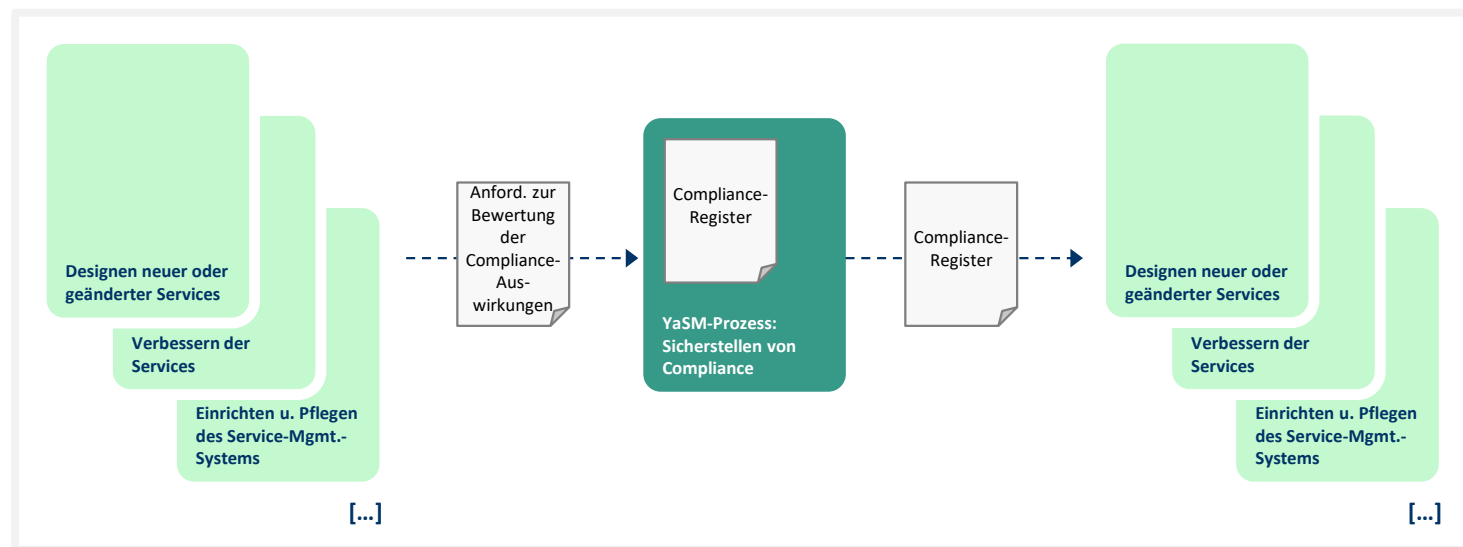 Designen neuer oder
geänderter Services
Verbessern der
Services
Einrichten u. Pflegen
des Service-Mgmt.-
Systems
[...]
Anford. zur
Bewertung
der
Compliance-
Aus-
wirkungen
Compliance-
Register
YaSM-Prozess:
Sicherstellen von
Compliance
Compliance-
Register
Designen neuer oder
geänderter Services
Verbessern der
Services
Einrichten u. Pflegen
des Service-Mgmt.-
Systems
[...]